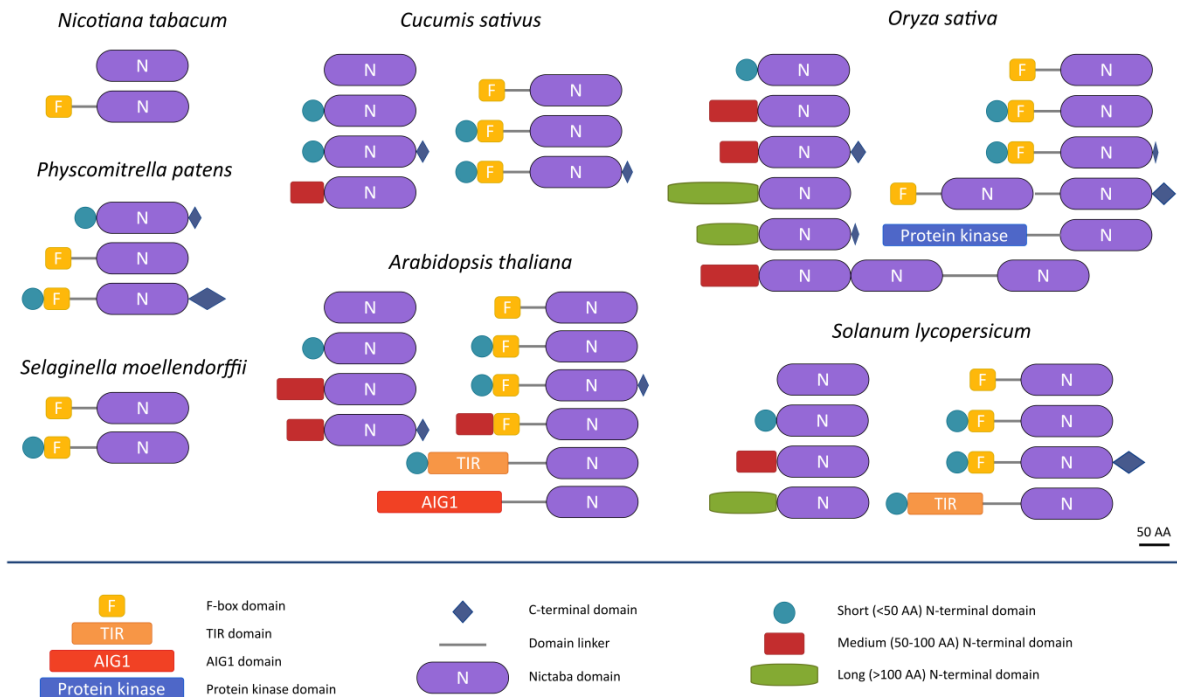 Nicotiana tabacum
N
F N
Physcomitrella patens
N
F N
F N
Selaginella moellendorffii
F N
F N
Cucumis sativus
N
N
N
N
F N
F N
F N
Arabidopsis thaliana
N
N
N
N
F N
F N
F N
F N
TIR N
AIG1 N
Oryza sativa
N
N
N
N
N
N N N
F N
F N
F N
F N N
Protein kinase N
Solanum lycopersicum
N
N
N
N
F N
F N
F N
TIR N
50 AA
F F-box domain
TIR TIR domain
AIG1 AIG1 domain
Protein kinase Protein kinase domain
C-terminal domain
Domain linker
N Nictaba domain
Short (<50 AA) N-terminal domain
Medium (50-100 AA) N-terminal domain
Long (>100 AA) N-terminal domain